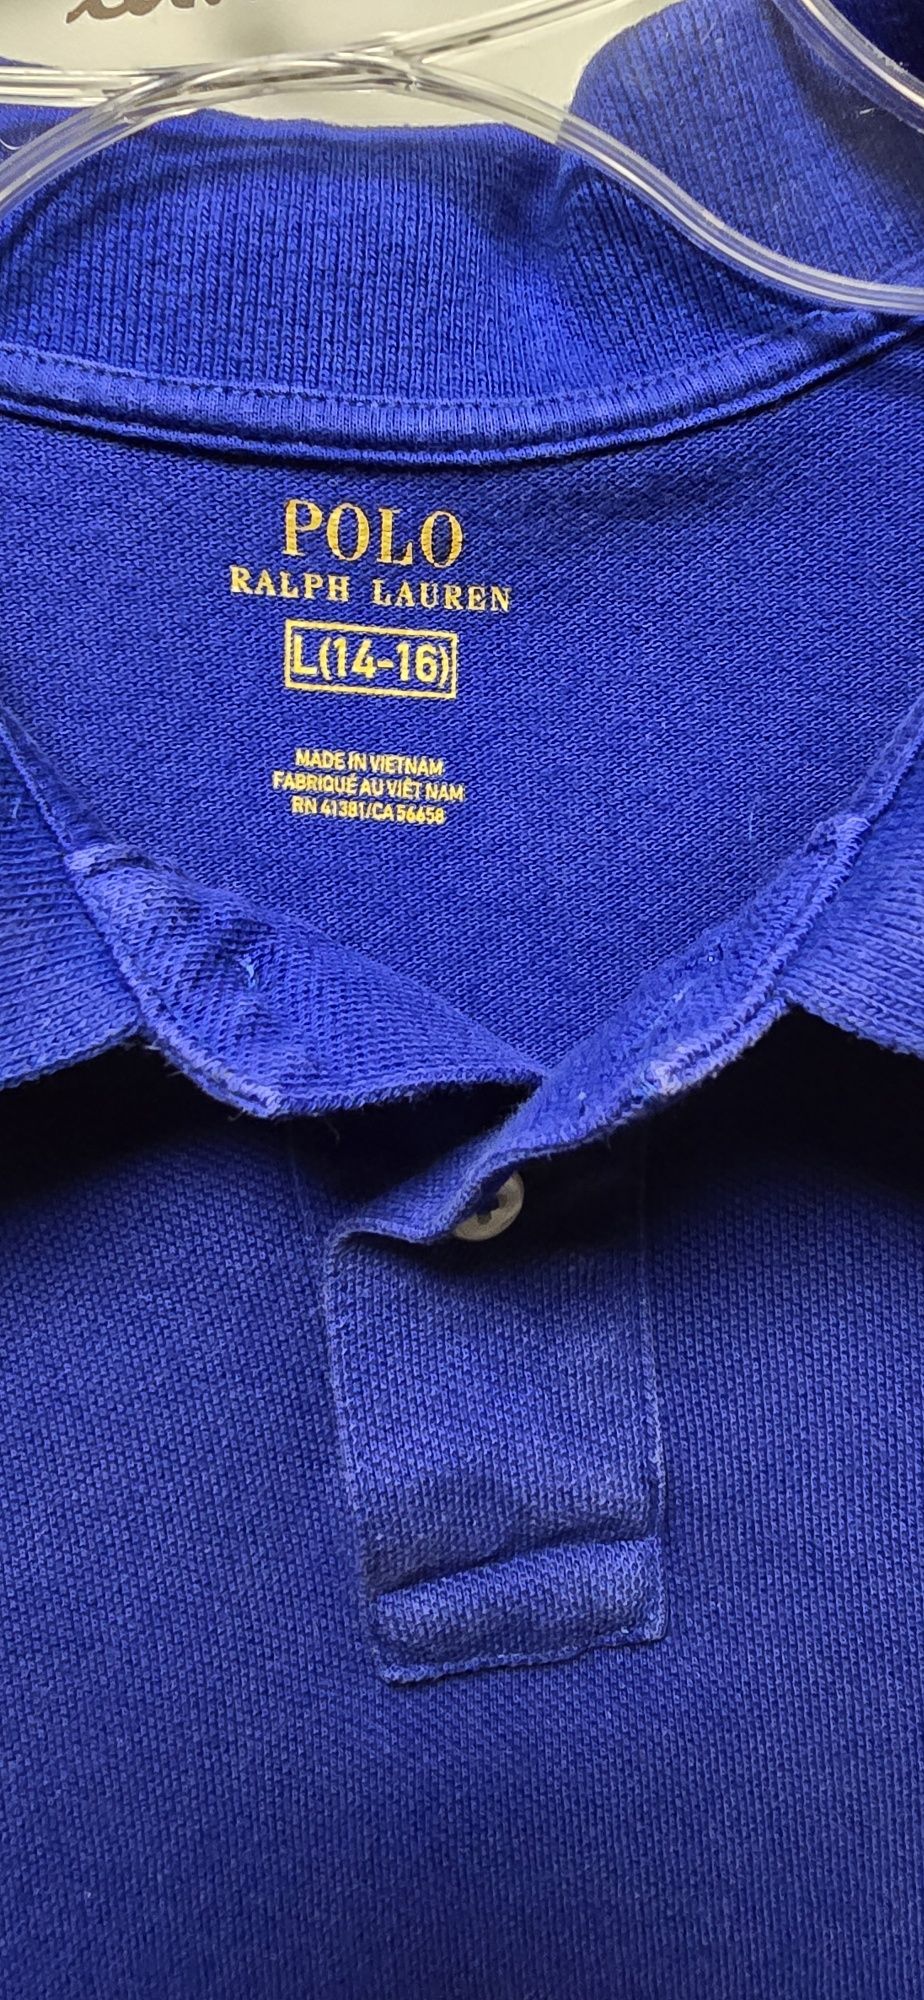 POLO
RALPH LAUREN
L(14-16)
MADE IN VIETNAM
FABRIQUÉ AU VIÊT NAM
RN 41381/CA 56658